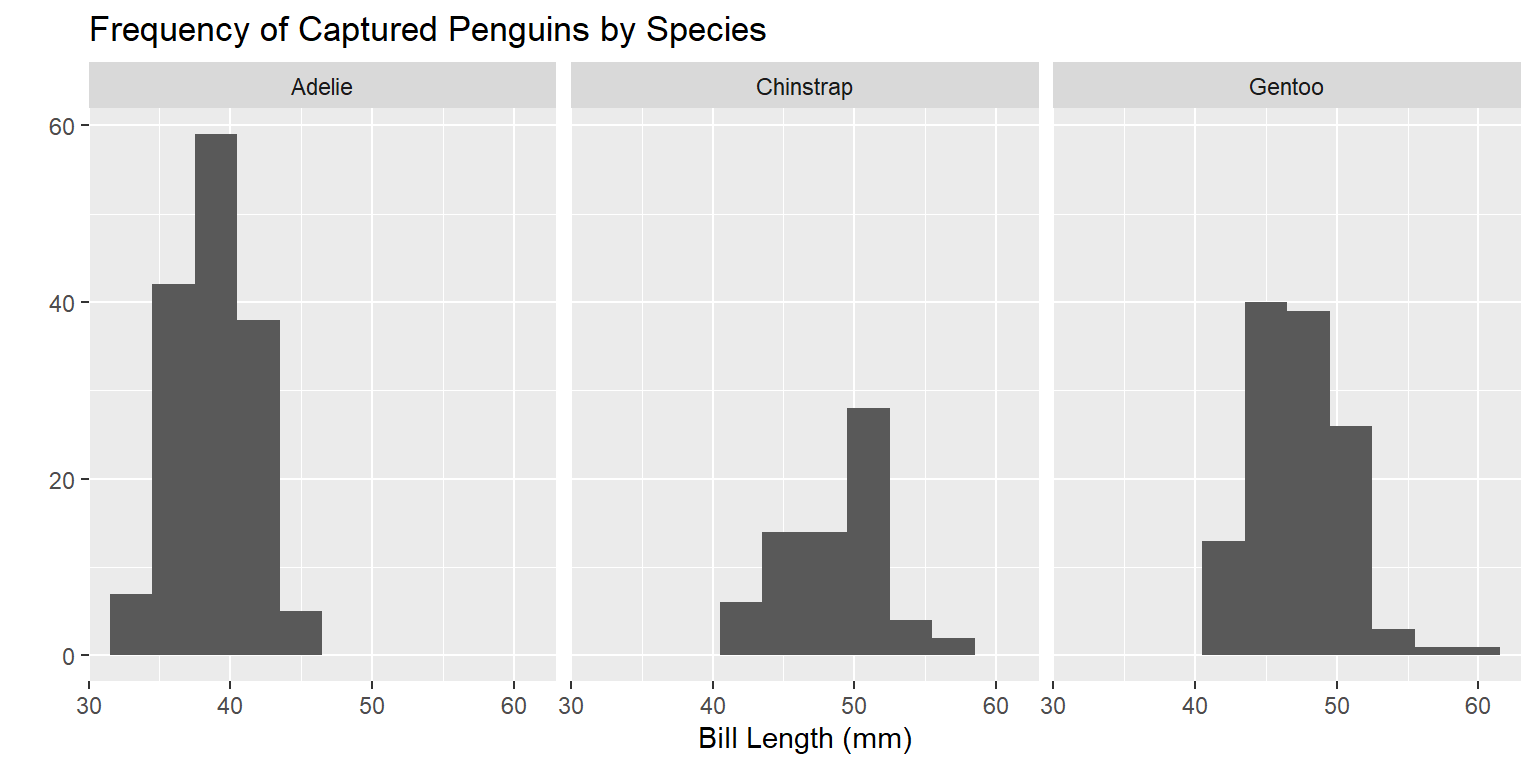 Frequency of Captured Penguins by Species
Adelie Chinstrap Gentoo
60
40
20
0
30 40 50 60 30 40 50 60 30 40 50 60
Bill Length (mm)